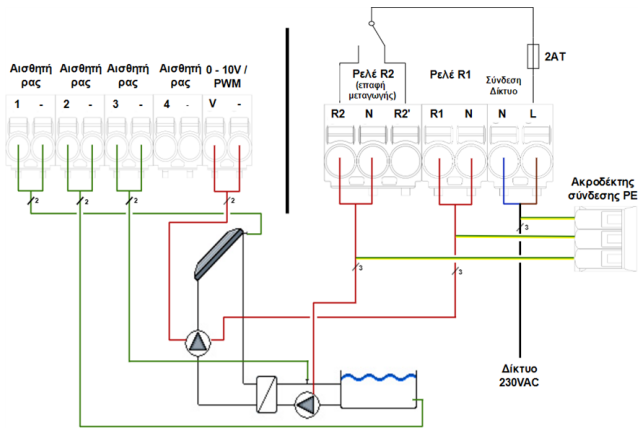 Αισθητή
ρας
Αισθητή
ρας
Αισθητή
ρας
Αισθητή
ρας
0 - 10V /
PWM
1 - 2 - 3 - 4 - V -
Ρελέ R2
(επαφή
μεταγωγής)
Ρελέ R1
Σύνδεση
Δίκτυο
2AT
R2 N R2' R1 N N L
Ακροδέκτης
σύνδεσης PE
2
2
2
2
3
3
3
Δίκτυο
230VAC